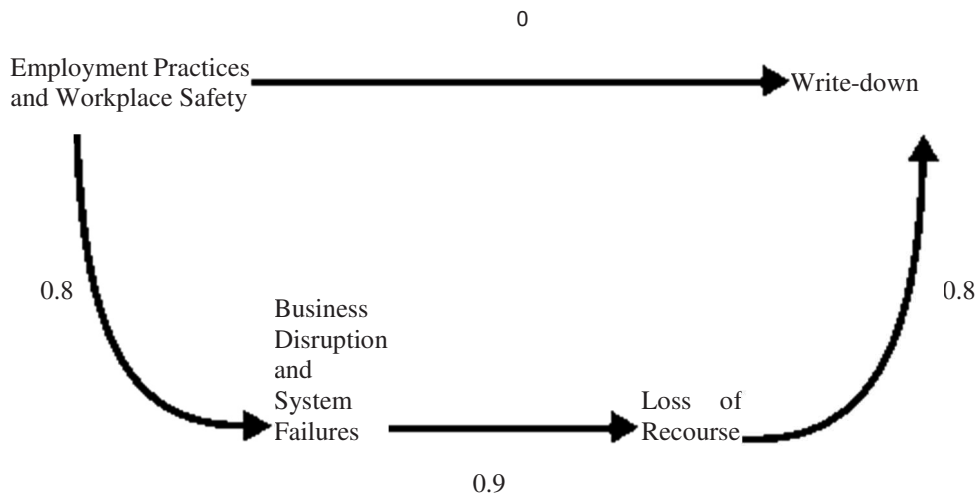 0
Employment Practices
and Workplace Safety
Write-down
0.8
0.8
Business
Disruption
and
System
Failures
Loss of
Recourse
0.9